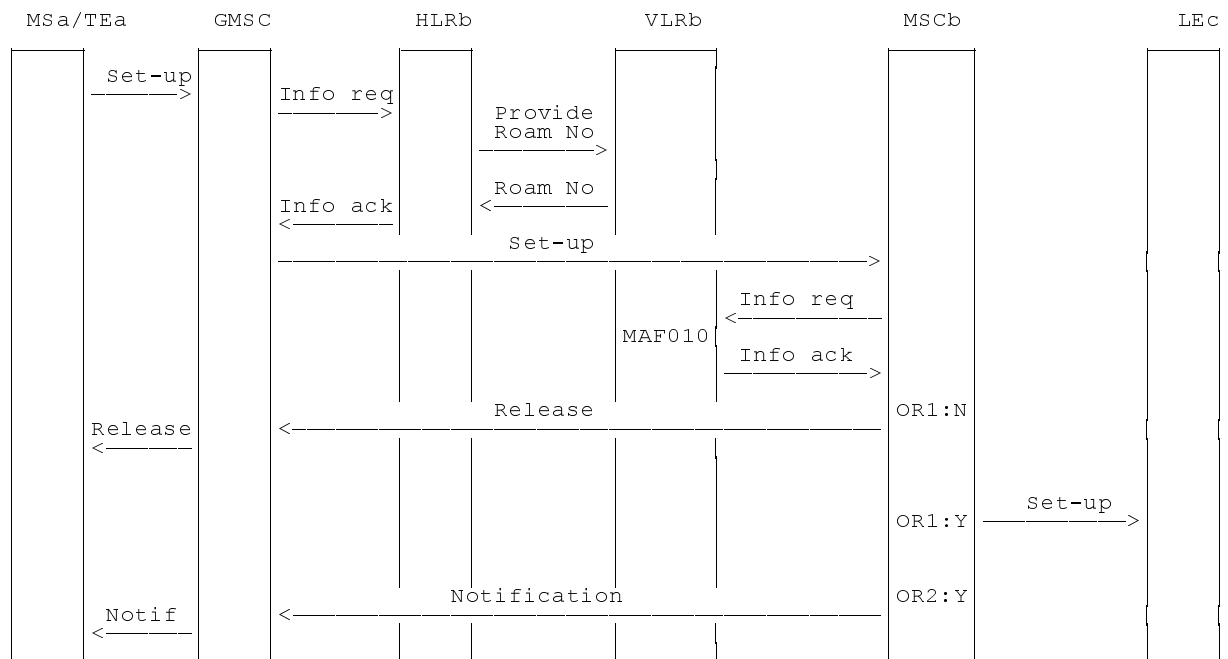 MSa/TEa GMSC HLRb VLRb MSCb LEc
Set-up
Info req
Provide
Roam No
Roam No
Info ack
Set-up
Info req
MAF010
Info ack
Release OR1:N
Release
Set-up
OR1:Y
Notification OR2:Y
Notif